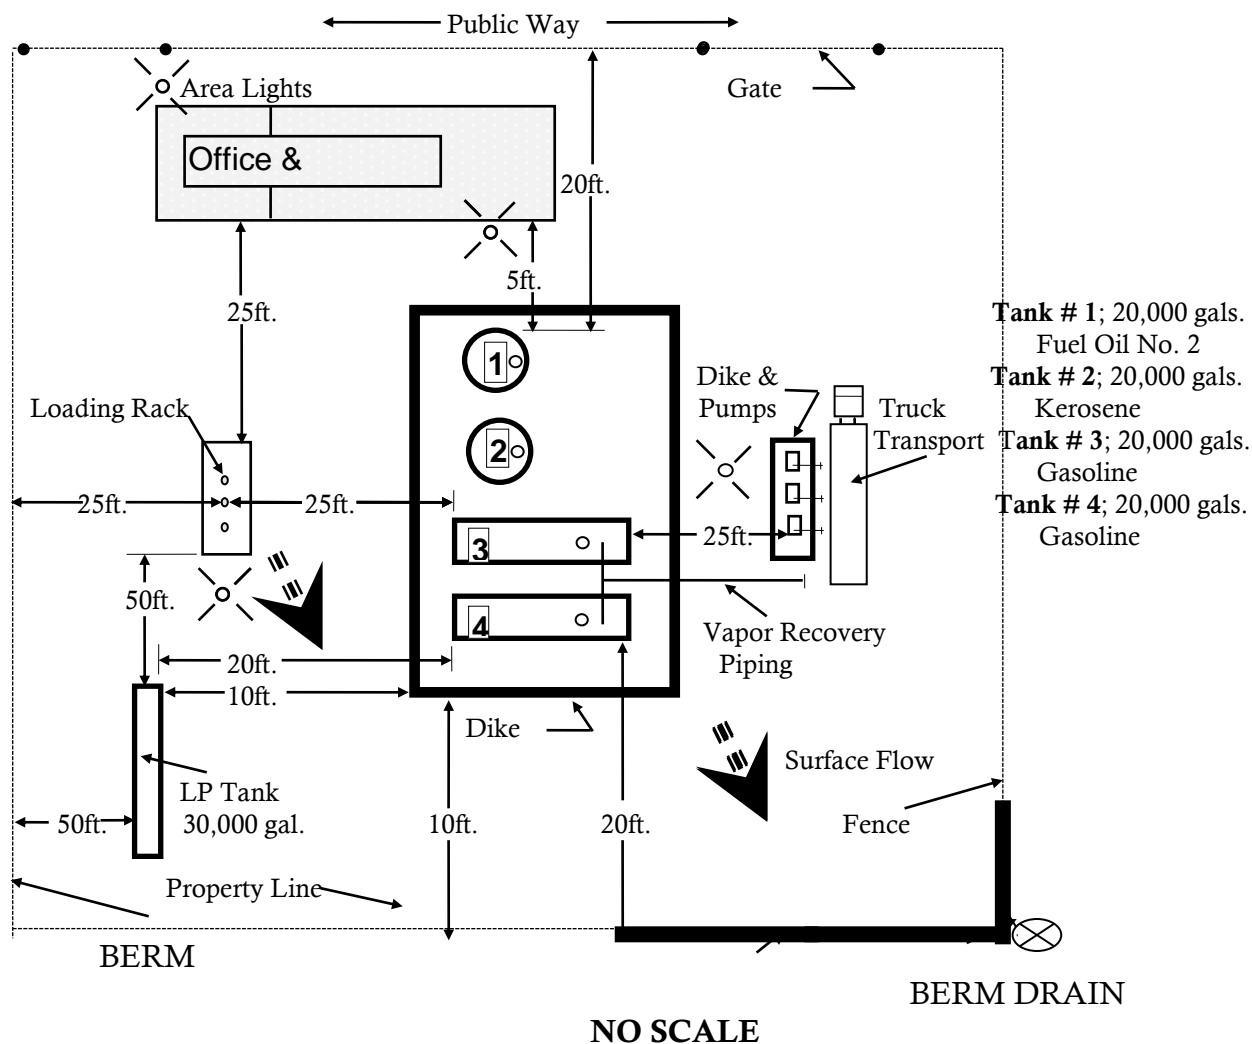 Public Way
Area Lights
Gate
Office &
20ft.
5ft.
25ft.
Tank # 1; 20,000 gals.
Fuel Oil No. 2
Tank # 2; 20,000 gals.
Kerosene
Tank # 3; 20,000 gals.
Gasoline
Tank # 4; 20,000 gals.
Gasoline
1
Dike &
Pumps
Loading Rack
Truck
Transport
2
25ft.
25ft.
25ft.
3
50ft.
4
Vapor Recovery
Piping
20ft.
10ft.
Dike
Surface Flow
LP Tank
30,000 gal.
50ft.
10ft.
20ft.
Fence
Property Line
BERM
BERM DRAIN
NO SCALE